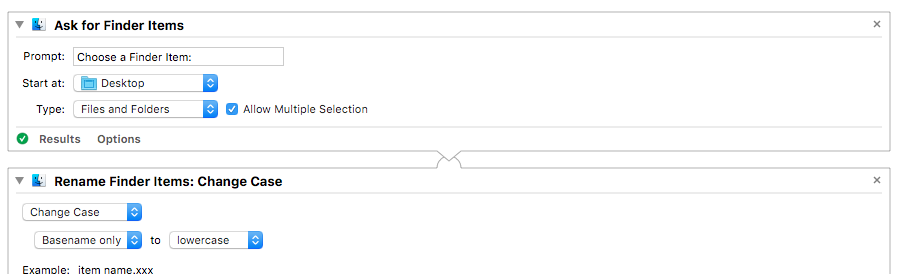 Ask for Finder Items
Prompt: Choose a Finder Item:
Start at: Desktop
Type: Files and Folders Allow Multiple Selection
Results Options
Rename Finder Items: Change Case
Change Case
Basename only to lowercase
Example: item name.xxx